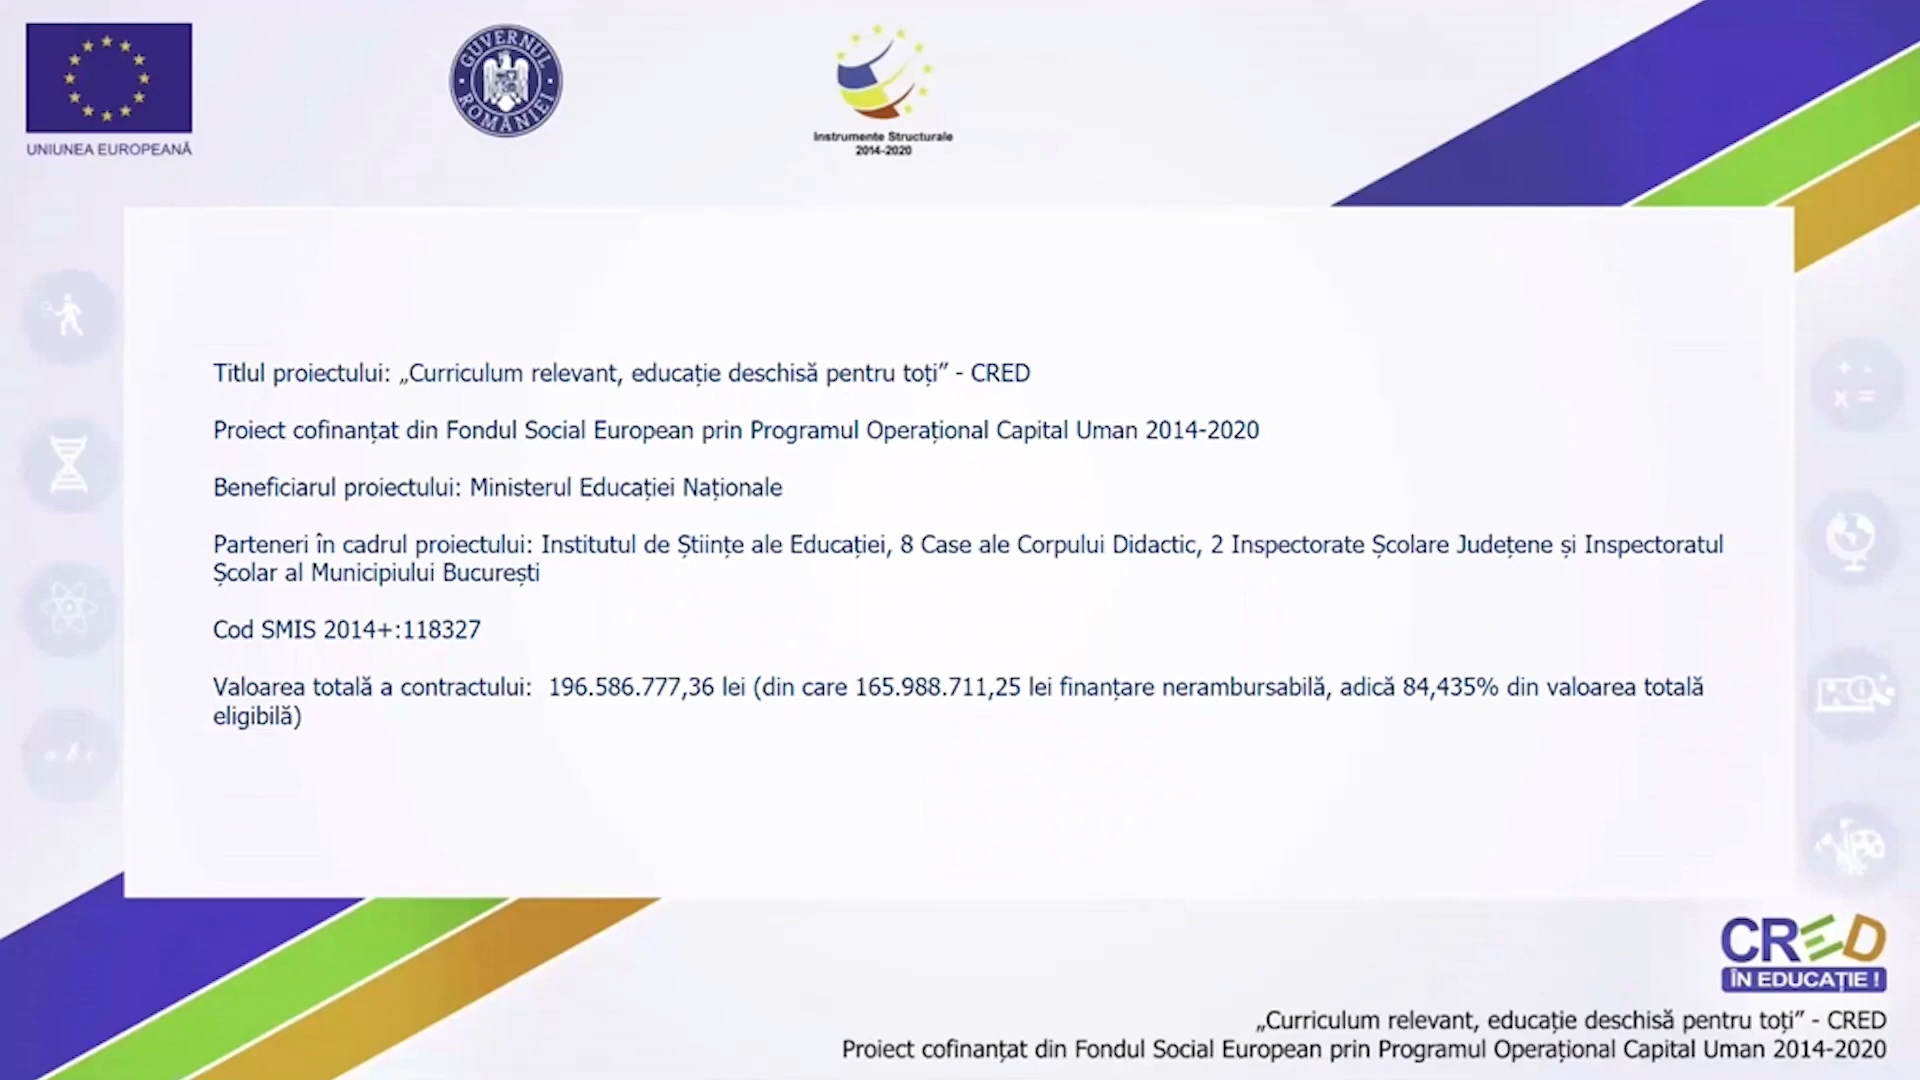 UNIUNEA EUROPEANĂ
GUVERNUL ROMÂNIEI
Instrumente Structurale
2014-2020
Titlul proiectului: „Curriculum relevant, educație deschisă pentru toți” - CRED
Proiect cofinanțat din Fondul Social European prin Programul Operațional Capital Uman 2014-2020
Beneficiarul proiectului: Ministerul Educației Naționale
Parteneri în cadrul proiectului: Institutul de Științe ale Educației, 8 Case ale Corpului Didactic, 2 Inspectorate Școlare Județene și Inspectoratul
Școlar al Municipiului București
Cod SMIS 2014+:118327
Valoarea totală a contractului:  196.586.777,36 lei (din care 165.988.711,25 lei finanțare nerambursabilă, adică 84,435% din valoarea totală
eligibilă)
a b c
CRED
ÎN EDUCAȚIE !
„Curriculum relevant, educație deschisă pentru toți” - CRED
Proiect cofinanțat din Fondul Social European prin Programul Operațional Capital Uman 2014-2020